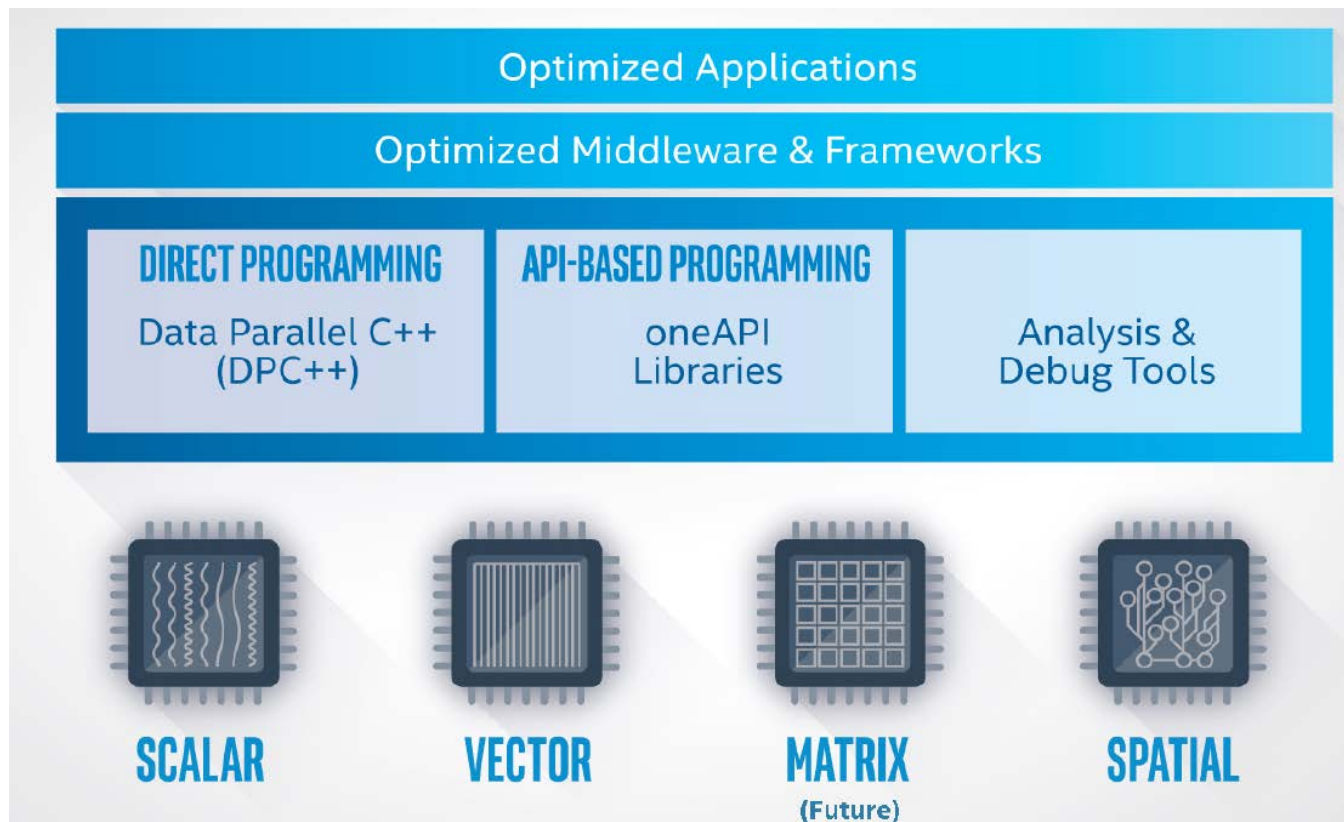 Optimized Applications
Optimized Middleware & Frameworks
DIRECT PROGRAMMING
Data Parallel C++
(DPC++)
API-BASED PROGRAMMING
oneAPI
Libraries
Analysis &
Debug Tools
SCALAR
VECTOR
MATRIX
(Future)
SPATIAL